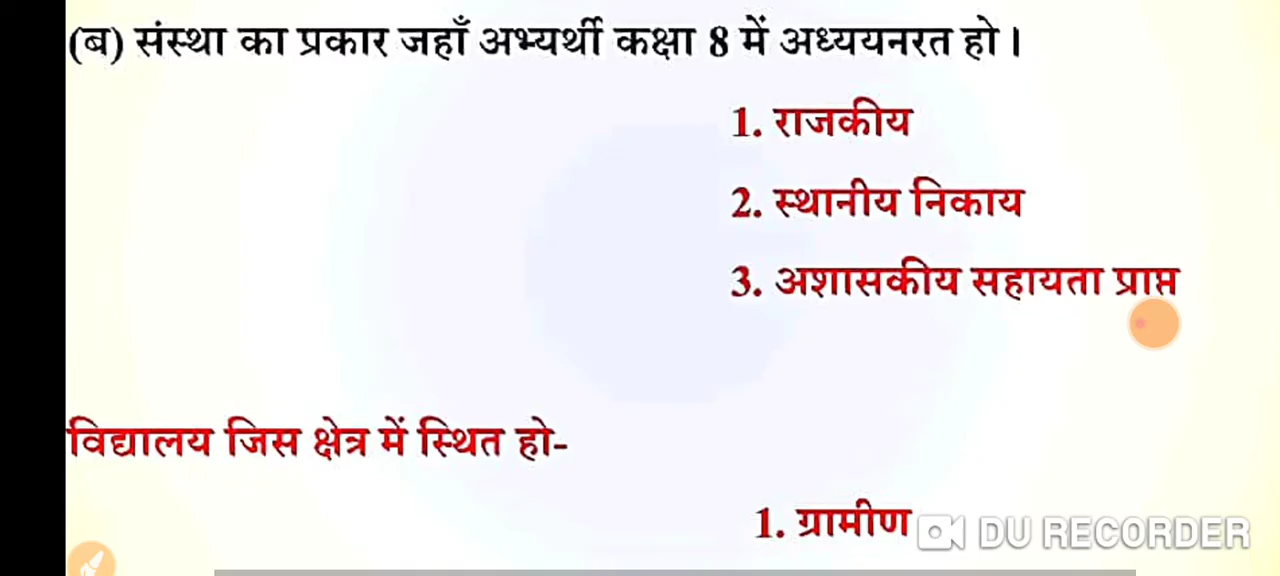 (ब) संस्था का प्रकार जहाँ अभ्यर्थी कक्षा 8 में अध्ययनरत हो।
1. राजकीय
2. स्थानीय निकाय
3. अशासकीय सहायता प्राप्त
विद्यालय जिस क्षेत्र में स्थित हो-
1. ग्रामीण
DU RECORDER